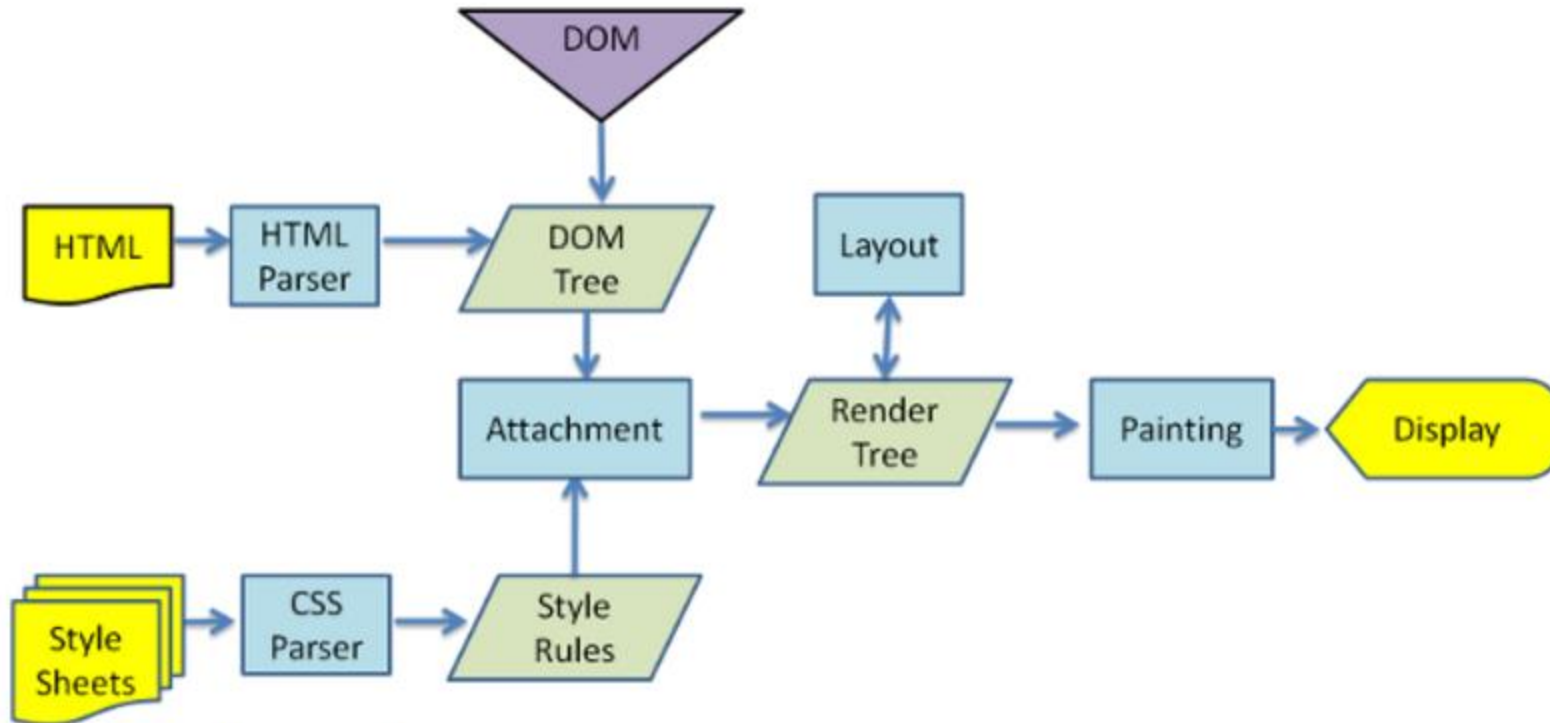 DOM
HTML
HTML
Parser
DOM
Tree
Layout
Attachment
Render
Tree
Painting
Display
Style
Sheets
CSS
Parser
Style
Rules